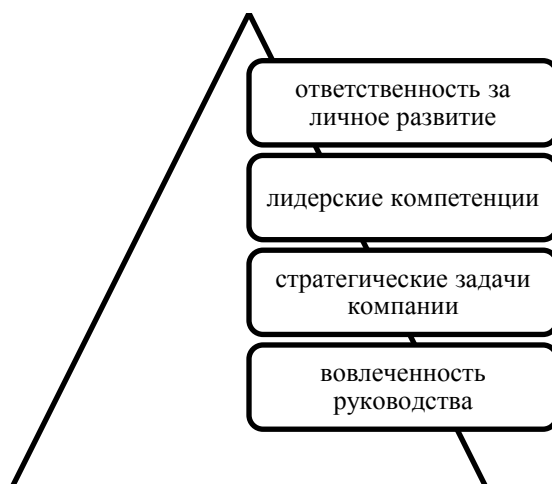 ответственность за
личное развитие
лидерские компетенции
стратегические задачи
компании
вовлеченность
руководства